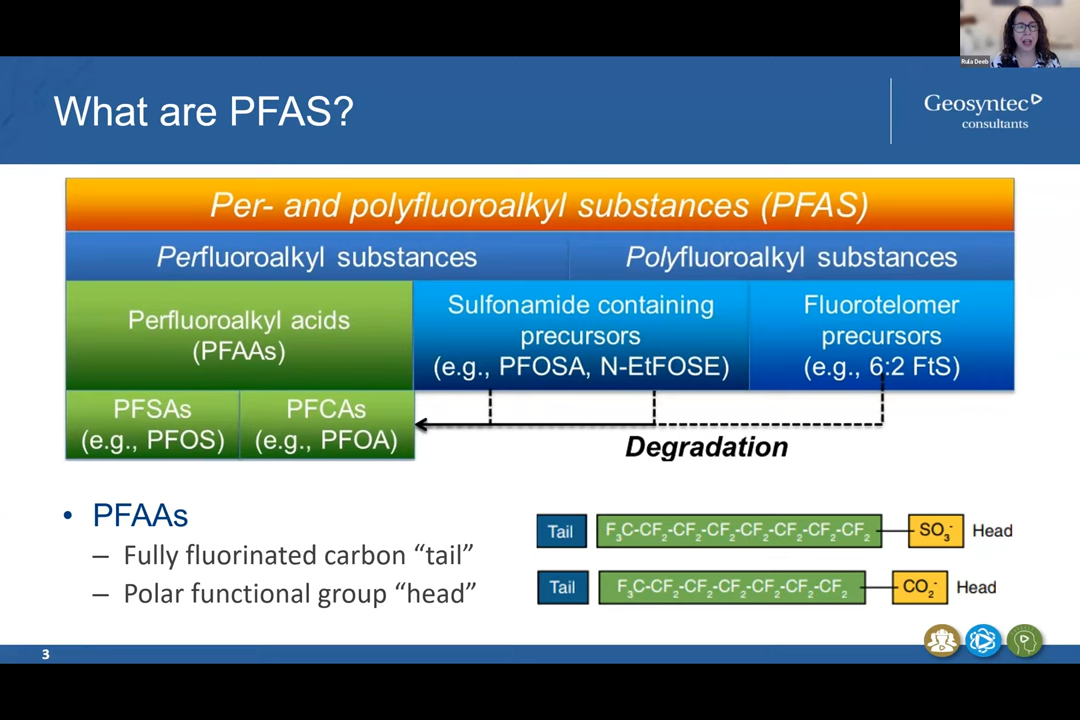 Rula Deeb
What are PFAS?
Geosyntec
consultants
Per- and polyfluoroalkyl substances (PFAS)
Perfluoroalkyl substances
Polyfluoroalkyl substances
Perfluoroalkyl acids
(PFAAs)
Sulfonamide containing
precursors
(e.g., PFOSA, N-EtFOSE)
Fluorotelomer
precursors
(e.g., 6:2 FtS)
PFSAs
(e.g., PFOS)
PFCAs
(e.g., PFOA)
Degradation
• PFAAs
– Fully fluorinated carbon “tail”
– Polar functional group “head”
Tail F₃C-CF₂-CF₂-CF₂-CF₂-CF₂-CF₂-CF₂ SO₃⁻ Head
Tail F₃C-CF₂-CF₂-CF₂-CF₂-CF₂-CF₂ CO₂⁻ Head
3